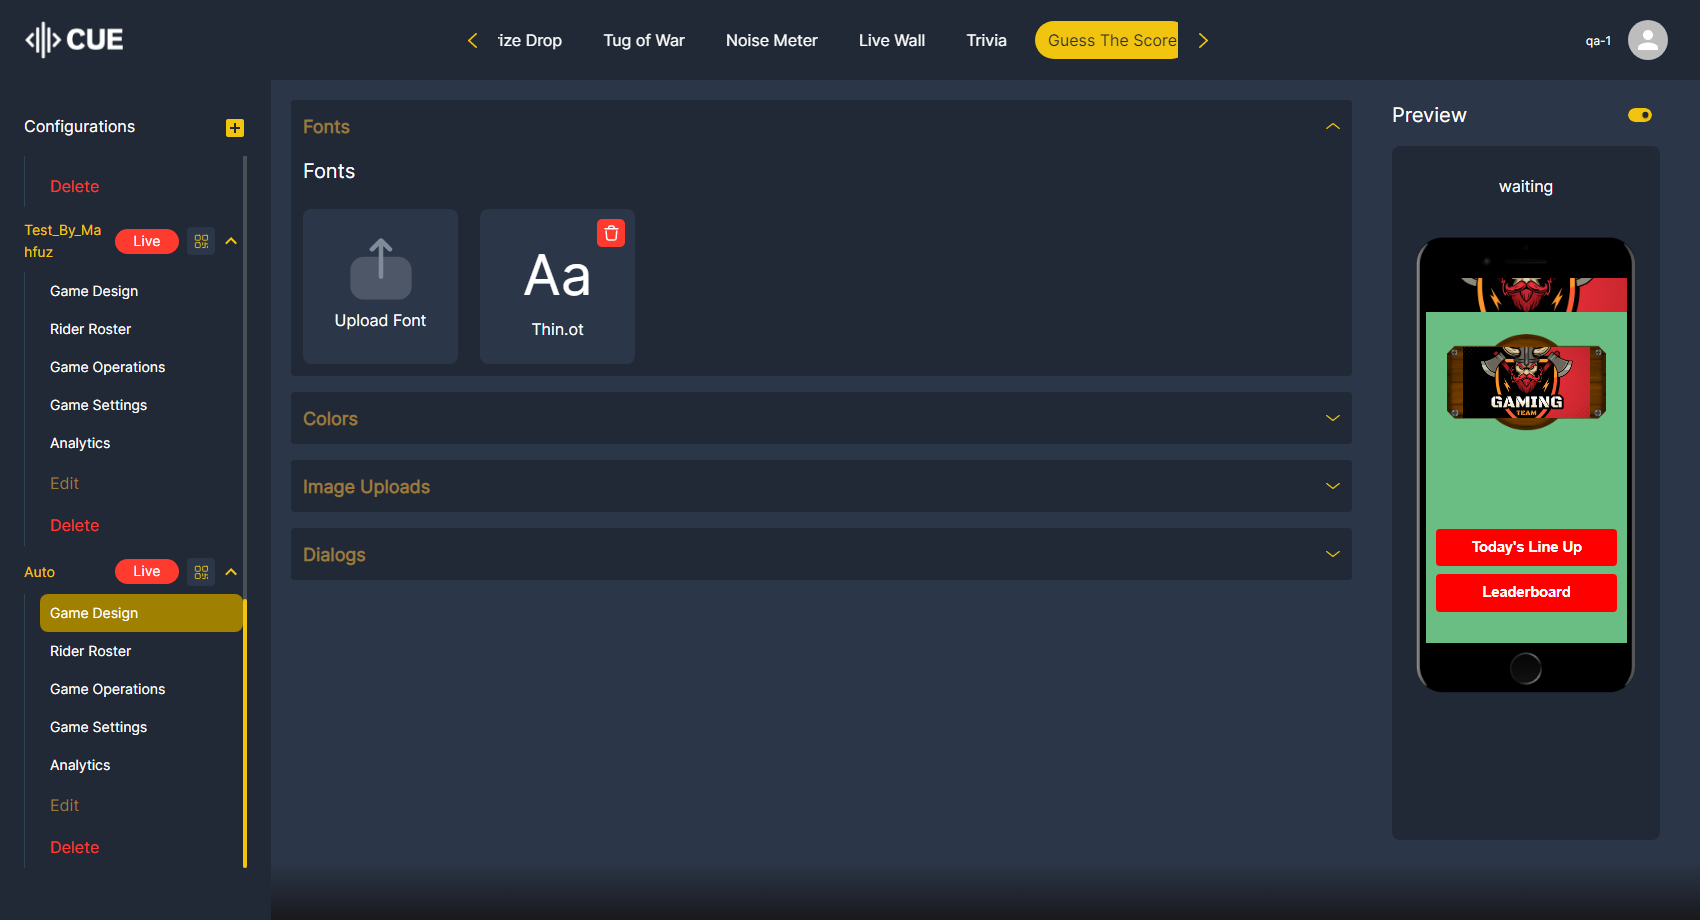 CUE
ize Drop
Tug of War
Noise Meter
Live Wall
Trivia
Guess The Score
qa-1
Configurations
Delete
Test_By_Ma
hfuz
Live
Game Design
Rider Roster
Game Operations
Game Settings
Analytics
Edit
Delete
Auto
Live
Game Design
Rider Roster
Game Operations
Game Settings
Analytics
Edit
Delete
Fonts
Fonts
Upload Font
Aa
Thin.ot
Colors
Image Uploads
Dialogs
Preview
waiting
GAMING
TEAM
Today's Line Up
Leaderboard